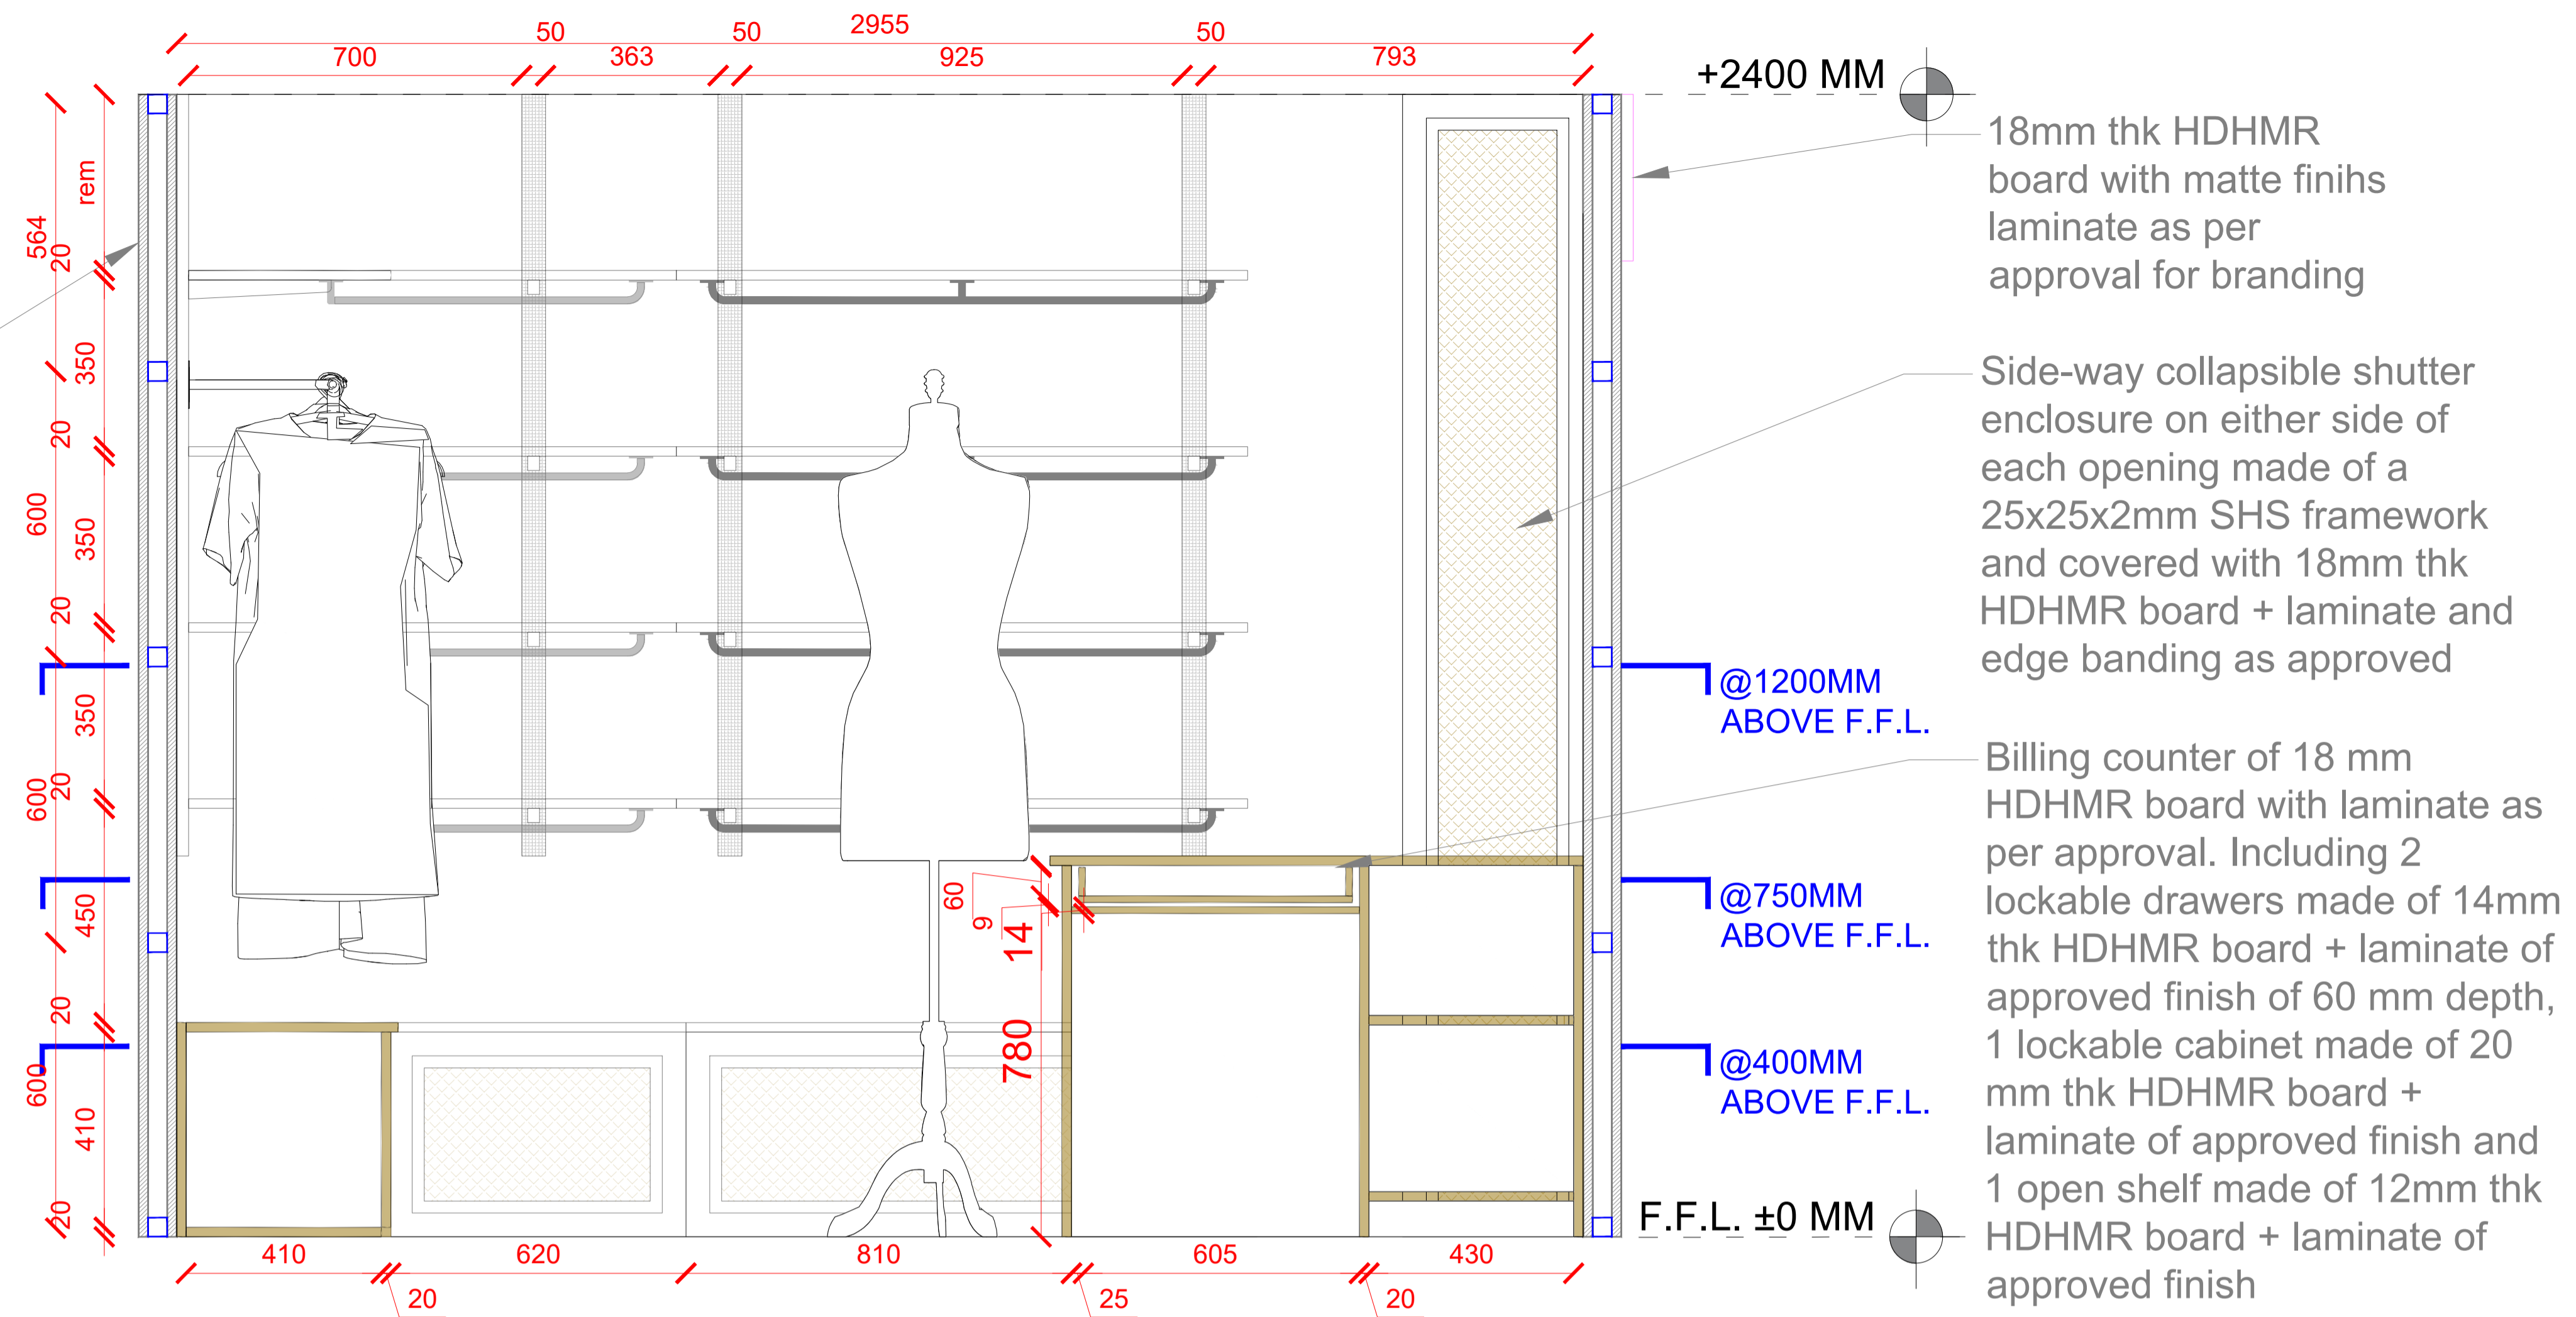 50
50
2955
50
700
363
925
793
+2400 MM
18mm thk HDHMR
board with matte finihs
laminate as per
approval for branding
Side-way collapsible shutter
enclosure on either side of
each opening made of a
25x25x2mm SHS framework
and covered with 18mm thk
HDHMR board + laminate and
edge banding as approved
@1200MM
ABOVE F.F.L.
Billing counter of 18 mm
HDHMR board with laminate as
per approval. Including 2
lockable drawers made of 14mm
thk HDHMR board + laminate of
approved finish of 60 mm depth,
1 lockable cabinet made of 20
mm thk HDHMR board +
laminate of approved finish and
1 open shelf made of 12mm thk
HDHMR board + laminate of
approved finish
@750MM
ABOVE F.F.L.
@400MM
ABOVE F.F.L.
F.F.L. ±0 MM
564
600
600
600
rem
20
350
20
350
20
350
20
450
20
410
20
60
9
14
780
410
620
810
605
430
20
25
20